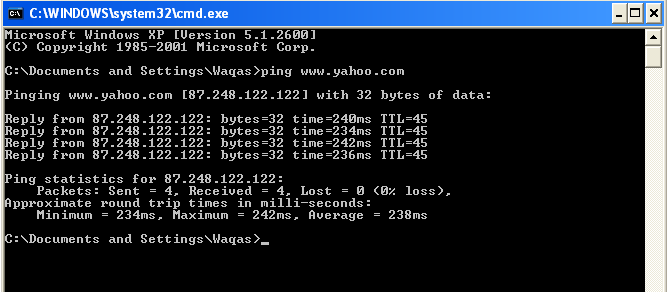 C:\WINDOWS\system32\cmd.exe
Microsoft Windows XP [Version 5.1.2600]
(C) Copyright 1985-2001 Microsoft Corp.
C:\Documents and Settings\Waqas>ping www.yahoo.com
Pinging www.yahoo.com [87.248.122.122] with 32 bytes of data:
Reply from 87.248.122.122: bytes=32 time=240ms TTL=45
Reply from 87.248.122.122: bytes=32 time=234ms TTL=45
Reply from 87.248.122.122: bytes=32 time=242ms TTL=45
Reply from 87.248.122.122: bytes=32 time=236ms TTL=45
Ping statistics for 87.248.122.122:
    Packets: Sent = 4, Received = 4, Lost = 0 (0% loss),
Approximate round trip times in milli-seconds:
    Minimum = 234ms, Maximum = 242ms, Average = 238ms
C:\Documents and Settings\Waqas>_